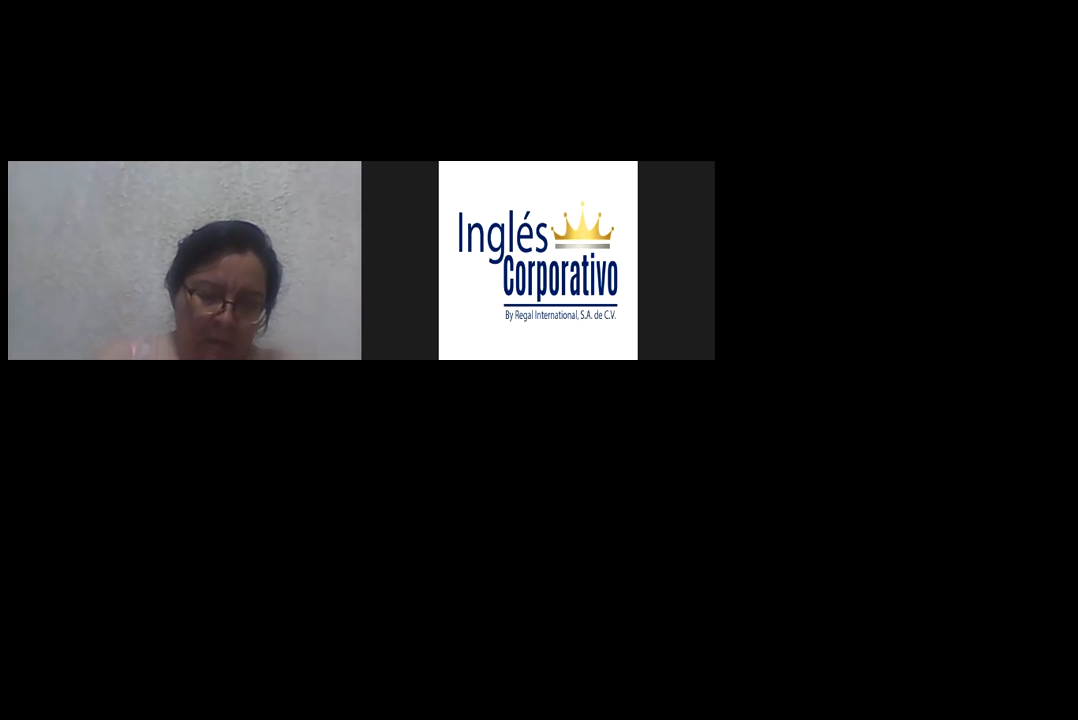 Inglés
Corporativo
By Regal International, S.A. de C.V.